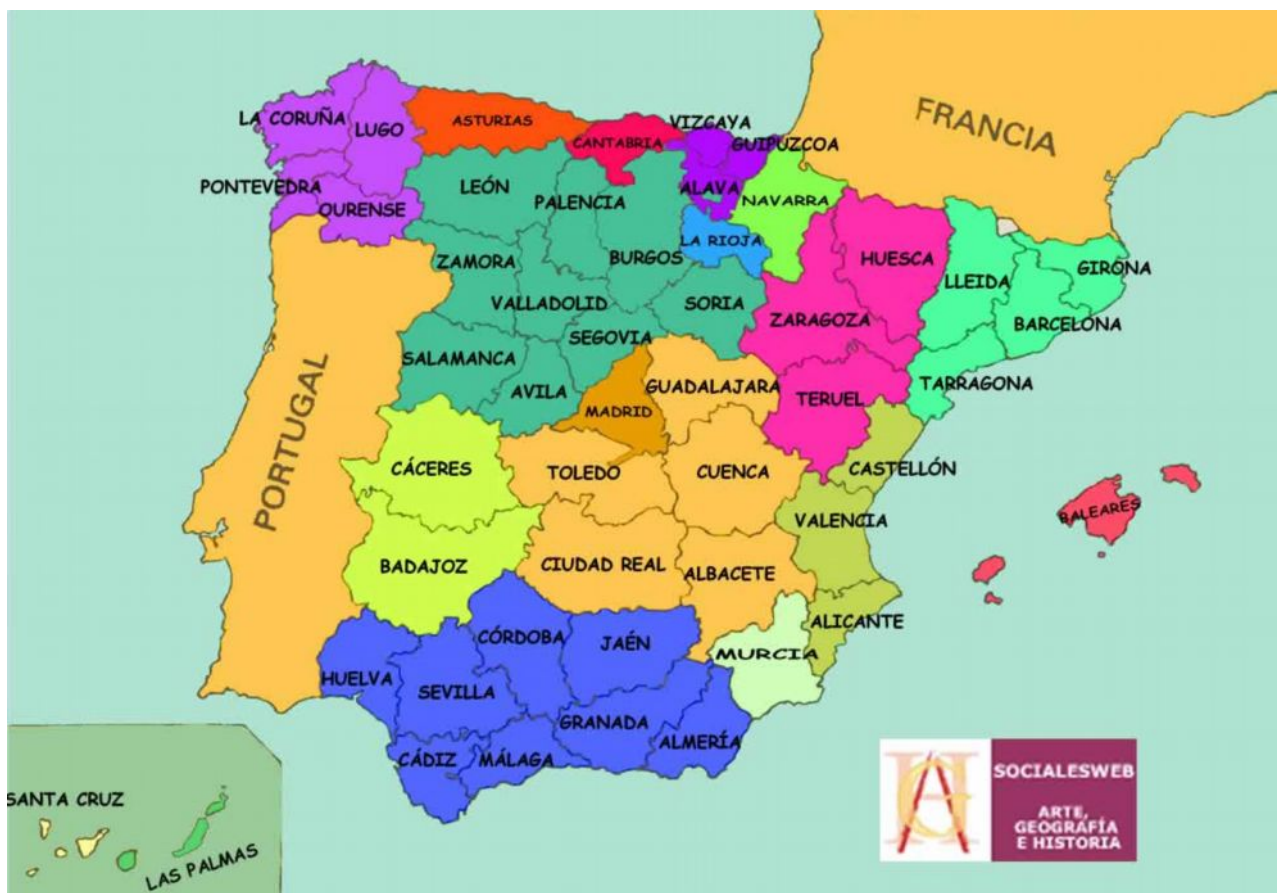 FRANCIA
LA CORUÑA
LUGO
ASTURIAS
CANTABRIA
VIZCAYA
GUIPUZCOA
PONTEVEDRA
OURENSE
LEÓN
PALENCIA
ALAVA
NAVARRA
BURGOS
LA RIOJA
HUESCA
LLEIDA
GIRONA
ZAMORA
VALLADOLID
SORIA
ZARAGOZA
BARCELONA
SEGOVIA
SALAMANCA
AVILA
GUADALAJARA
TARRAGONA
MADRID
TERUEL
PORTUGAL
CÁCERES
TOLEDO
CUENCA
CASTELLÓN
VALENCIA
BALEARES
BADAJOZ
CIUDAD REAL
ALBACETE
ALICANTE
CÓRDOBA
JAÉN
MURCIA
HUELVA
SEVILLA
GRANADA
ALMERÍA
CÁDIZ
MÁLAGA
SANTA CRUZ
LAS PALMAS
SOCIALESWEB
ARTE,
GEOGRAFÍA
E HISTORIA